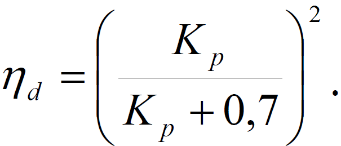 η_d = (K_p / (K_p + 0,7))^2 .